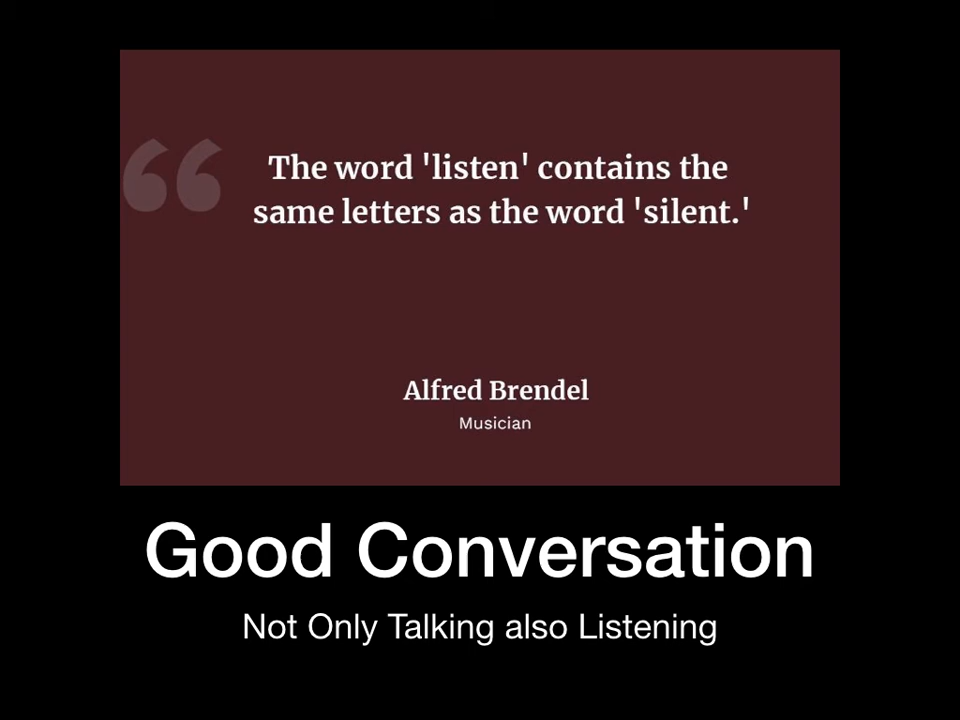 The word 'listen' contains the
same letters as the word 'silent.'
Alfred Brendel
Musician
Good Conversation
Not Only Talking also Listening